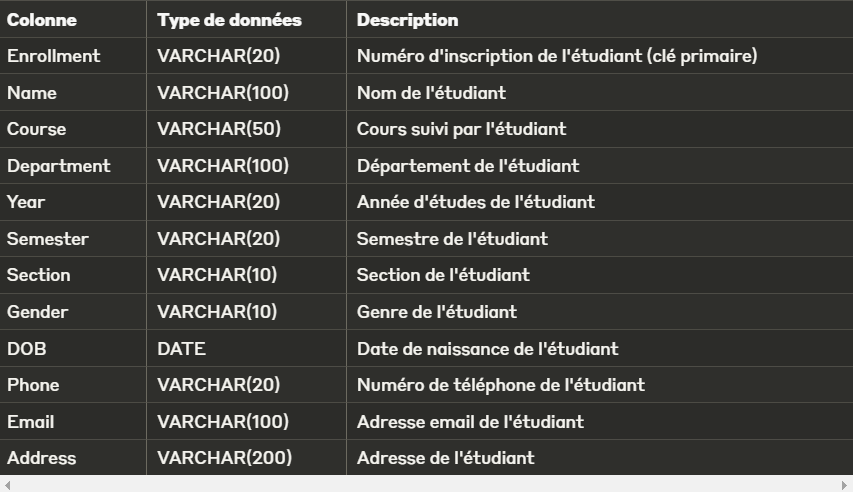 Colonne Type de données Description
Enrollment VARCHAR(20) Numéro d'inscription de l'étudiant (clé primaire)
Name VARCHAR(100) Nom de l'étudiant
Course VARCHAR(50) Cours suivi par l'étudiant
Department VARCHAR(100) Département de l'étudiant
Year VARCHAR(20) Année d'études de l'étudiant
Semester VARCHAR(20) Semestre de l'étudiant
Section VARCHAR(10) Section de l'étudiant
Gender VARCHAR(10) Genre de l'étudiant
DOB DATE Date de naissance de l'étudiant
Phone VARCHAR(20) Numéro de téléphone de l'étudiant
Email VARCHAR(100) Adresse email de l'étudiant
Address VARCHAR(200) Adresse de l'étudiant